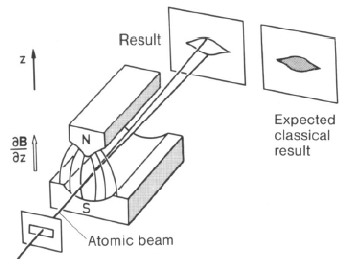 Result
z
N
∂B
∂z
Expected
classical
result
S
Atomic beam